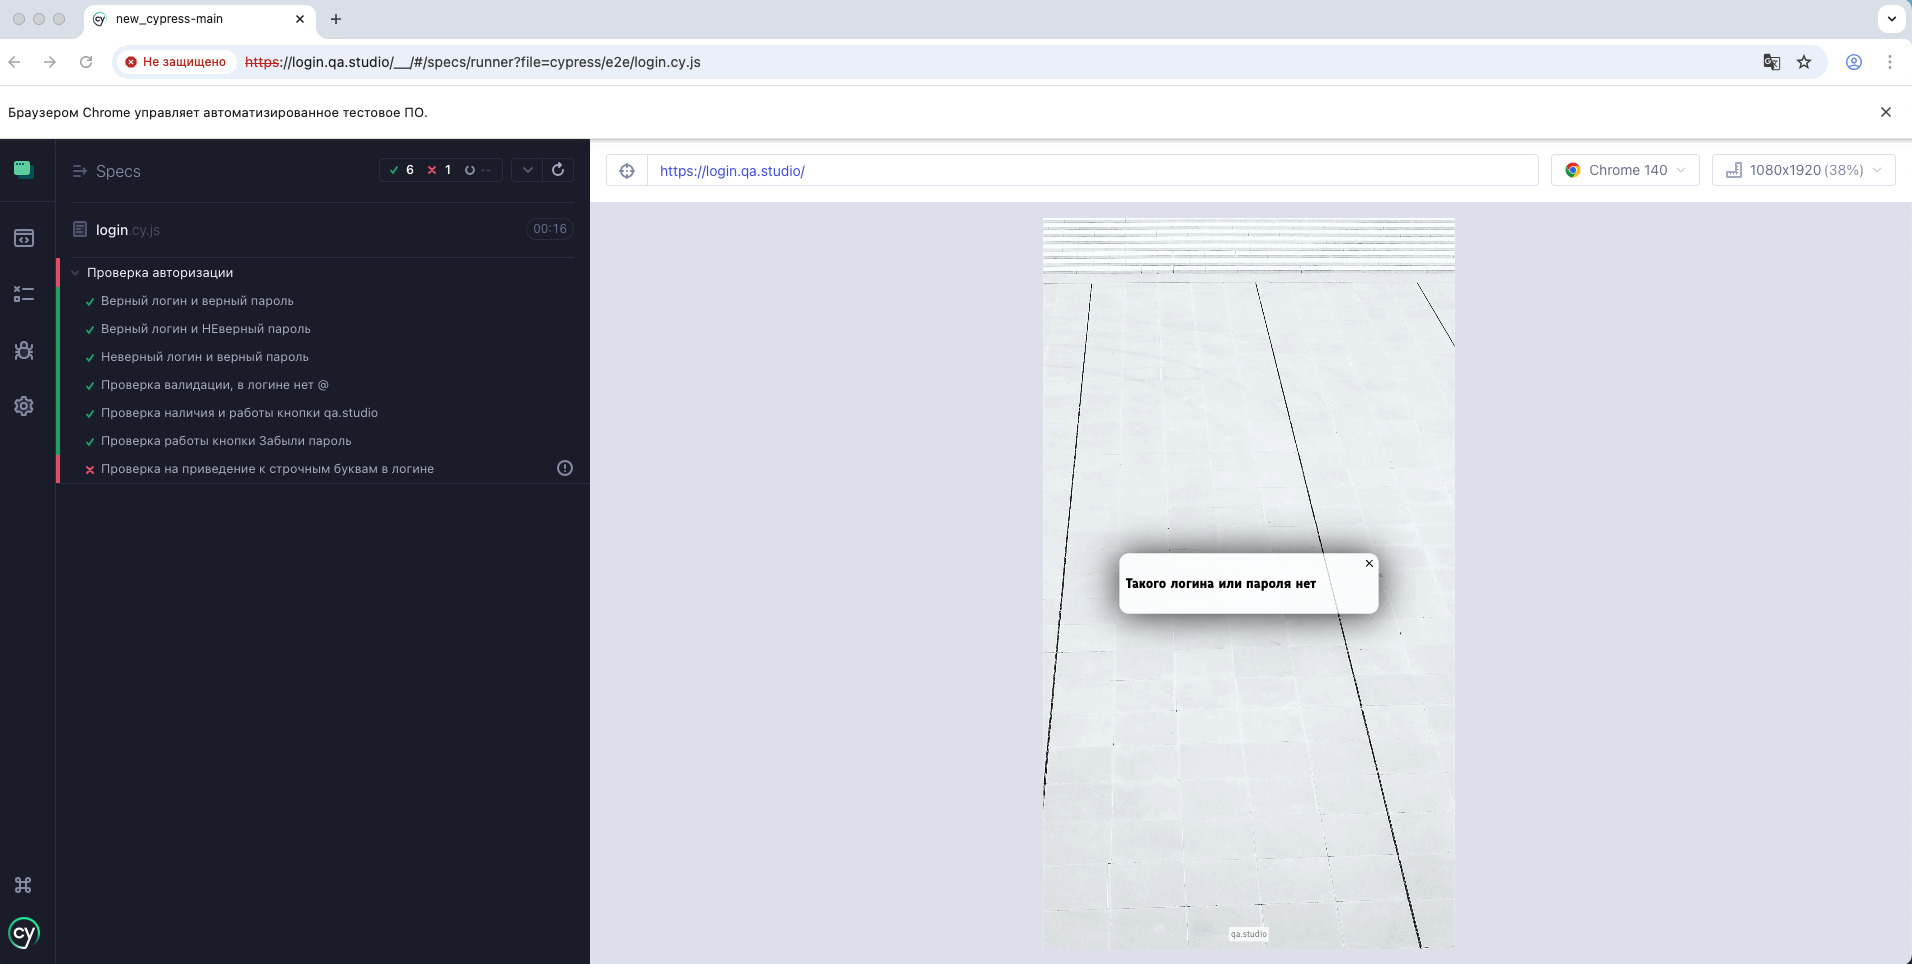 new_cypress-main
Не защищено
https://login.qa.studio/__/#/specs/runner?file=cypress/e2e/login.cy.js
Браузером Chrome управляет автоматизированное тестовое ПО.
Specs
6 1 --
https://login.qa.studio/
Chrome 140
1080x1920 (38%)
login.cy.js
00:16
Проверка авторизации
Верный логин и верный пароль
Верный логин и НЕверный пароль
Неверный логин и верный пароль
Проверка валидации, в логине нет @
Проверка наличия и работы кнопки qa.studio
Проверка работы кнопки Забыли пароль
Проверка на приведение к строчным буквам в логине
Такого логина или пароля нет
qa.studio
cy